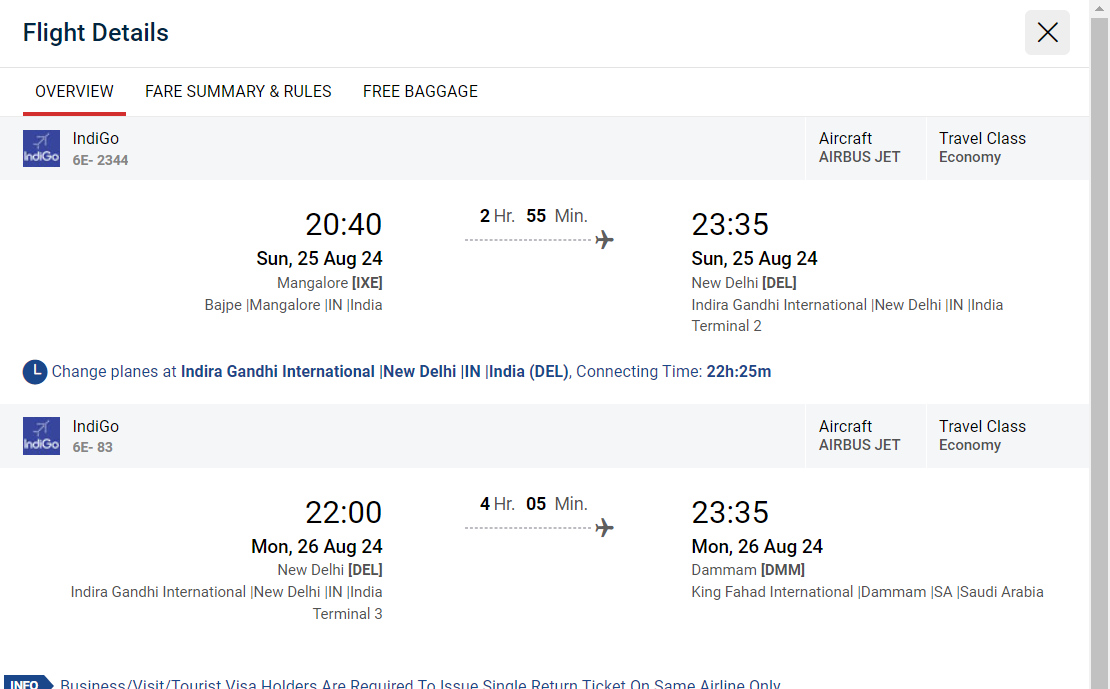 Flight Details
OVERVIEW FARE SUMMARY & RULES FREE BAGGAGE
IndiGo
IndiGo
6E- 2344
Aircraft
AIRBUS JET
Travel Class
Economy
20:40
Sun, 25 Aug 24
Mangalore [IXE]
Bajpe |Mangalore |IN |India
2 Hr. 55 Min.
23:35
Sun, 25 Aug 24
New Delhi [DEL]
Indira Gandhi International |New Delhi |IN |India
Terminal 2
Change planes at Indira Gandhi International |New Delhi |IN |India (DEL), Connecting Time: 22h:25m
IndiGo
IndiGo
6E- 83
Aircraft
AIRBUS JET
Travel Class
Economy
22:00
Mon, 26 Aug 24
New Delhi [DEL]
Indira Gandhi International |New Delhi |IN |India
Terminal 3
4 Hr. 05 Min.
23:35
Mon, 26 Aug 24
Dammam [DMM]
King Fahad International |Dammam |SA |Saudi Arabia
INFO Business/Visit/Tourist Visa Holders Are Required To Issue Single Return Ticket On Same Airline Only